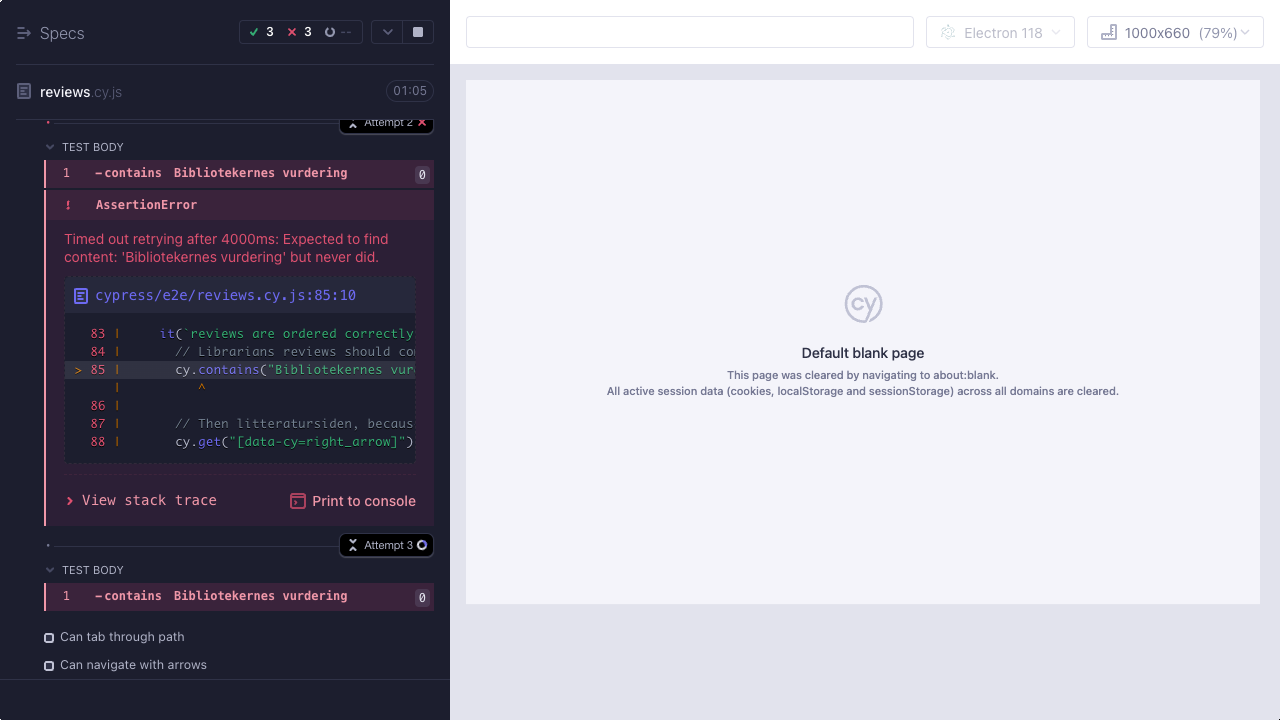 Specs
3 3 --
reviews.cy.js 01:05
Attempt 2
TEST BODY
1 -contains Bibliotekernes vurdering 0
! AssertionError
Timed out retrying after 4000ms: Expected to find
content: 'Bibliotekernes vurdering' but never did.
cypress/e2e/reviews.cy.js:85:10
83 | it(`reviews are ordered correctly
84 | // Librarians reviews should
> 85 | cy.contains("Bibliotekernes
| ^
86 |
87 | // Then litteratursiden,
88 | cy.get("[data-cy=right_arrow]")
View stack trace
Print to console
Attempt 3
TEST BODY
1 -contains Bibliotekernes vurdering 0
Can tab through path
Can navigate with arrows
Electron 118
1000x660 (79%)
cy
Default blank page
This page was cleared by navigating to about:blank.
All active session data (cookies, localStorage and sessionStorage) across all domains are cleared.